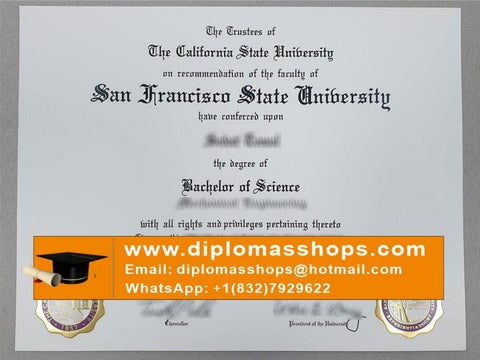 The Trustees of
The California State University
on recommendation of the faculty of
San Francisco State University
have conferred upon
the degree of
Bachelor of Science
with all rights and privileges pertaining thereto
www.diplomasshops.com
Email: diplomasshops@hotmail.com
WhatsApp: +1(832)7929622
Chancellor
President of the University